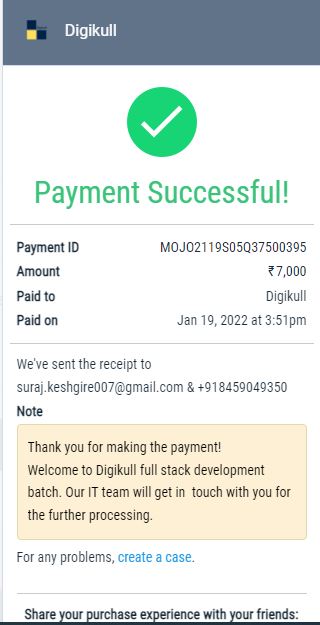 Digikull
Payment Successful!
Payment ID MOJO2119S05Q37500395
Amount ₹7,000
Paid to Digikull
Paid on Jan 19, 2022 at 3:51pm
We've sent the receipt to
suraj.keshgire007@gmail.com & +918459049350
Note
Thank you for making the payment!
Welcome to Digikull full stack development
batch. Our IT team will get in touch with you for
the further processing.
For any problems, create a case.
Share your purchase experience with your friends: